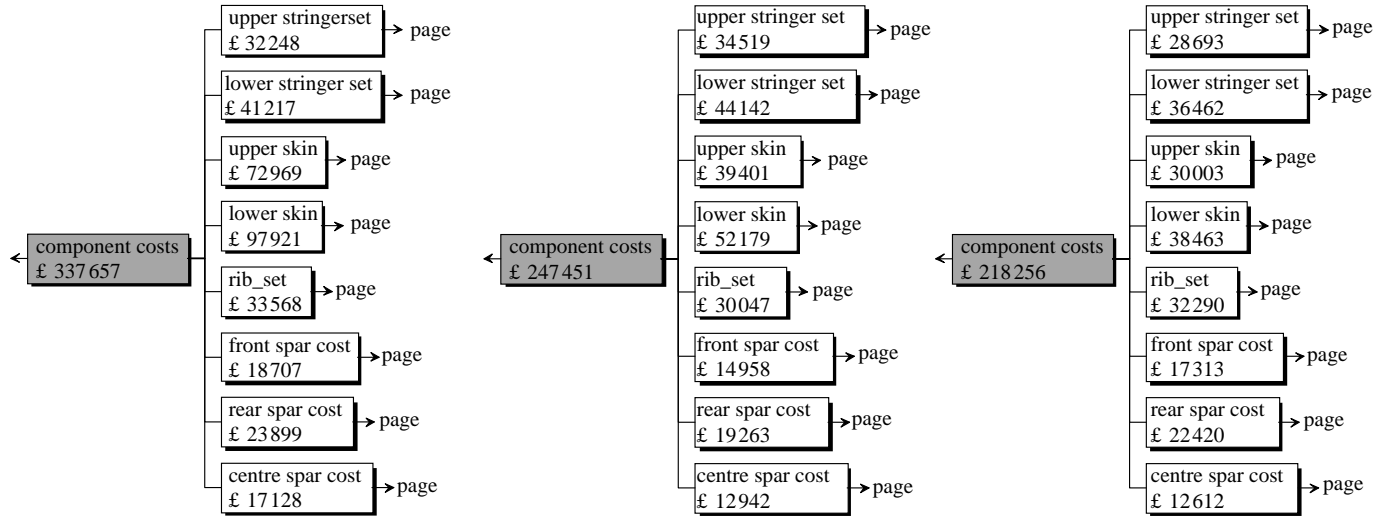 component costs
£ 337657
upper stringerset
£ 32248
page
lower stringer set
£ 41217
page
upper skin
£ 72969
page
lower skin
£ 97921
page
rib_set
£ 33568
page
front spar cost
£ 18707
page
rear spar cost
£ 23899
page
centre spar cost
£ 17128
page
component costs
£ 247451
upper stringer set
£ 34519
page
lower stringer set
£ 44142
page
upper skin
£ 39401
page
lower skin
£ 52179
page
rib_set
£ 30047
page
front spar cost
£ 14958
page
rear spar cost
£ 19263
page
centre spar cost
£ 12942
page
component costs
£ 218256
upper stringer set
£ 28693
page
lower stringer set
£ 36462
page
upper skin
£ 30003
page
lower skin
£ 38463
page
rib_set
£ 32290
page
front spar cost
£ 17313
page
rear spar cost
£ 22420
page
centre spar cost
£ 12612
page